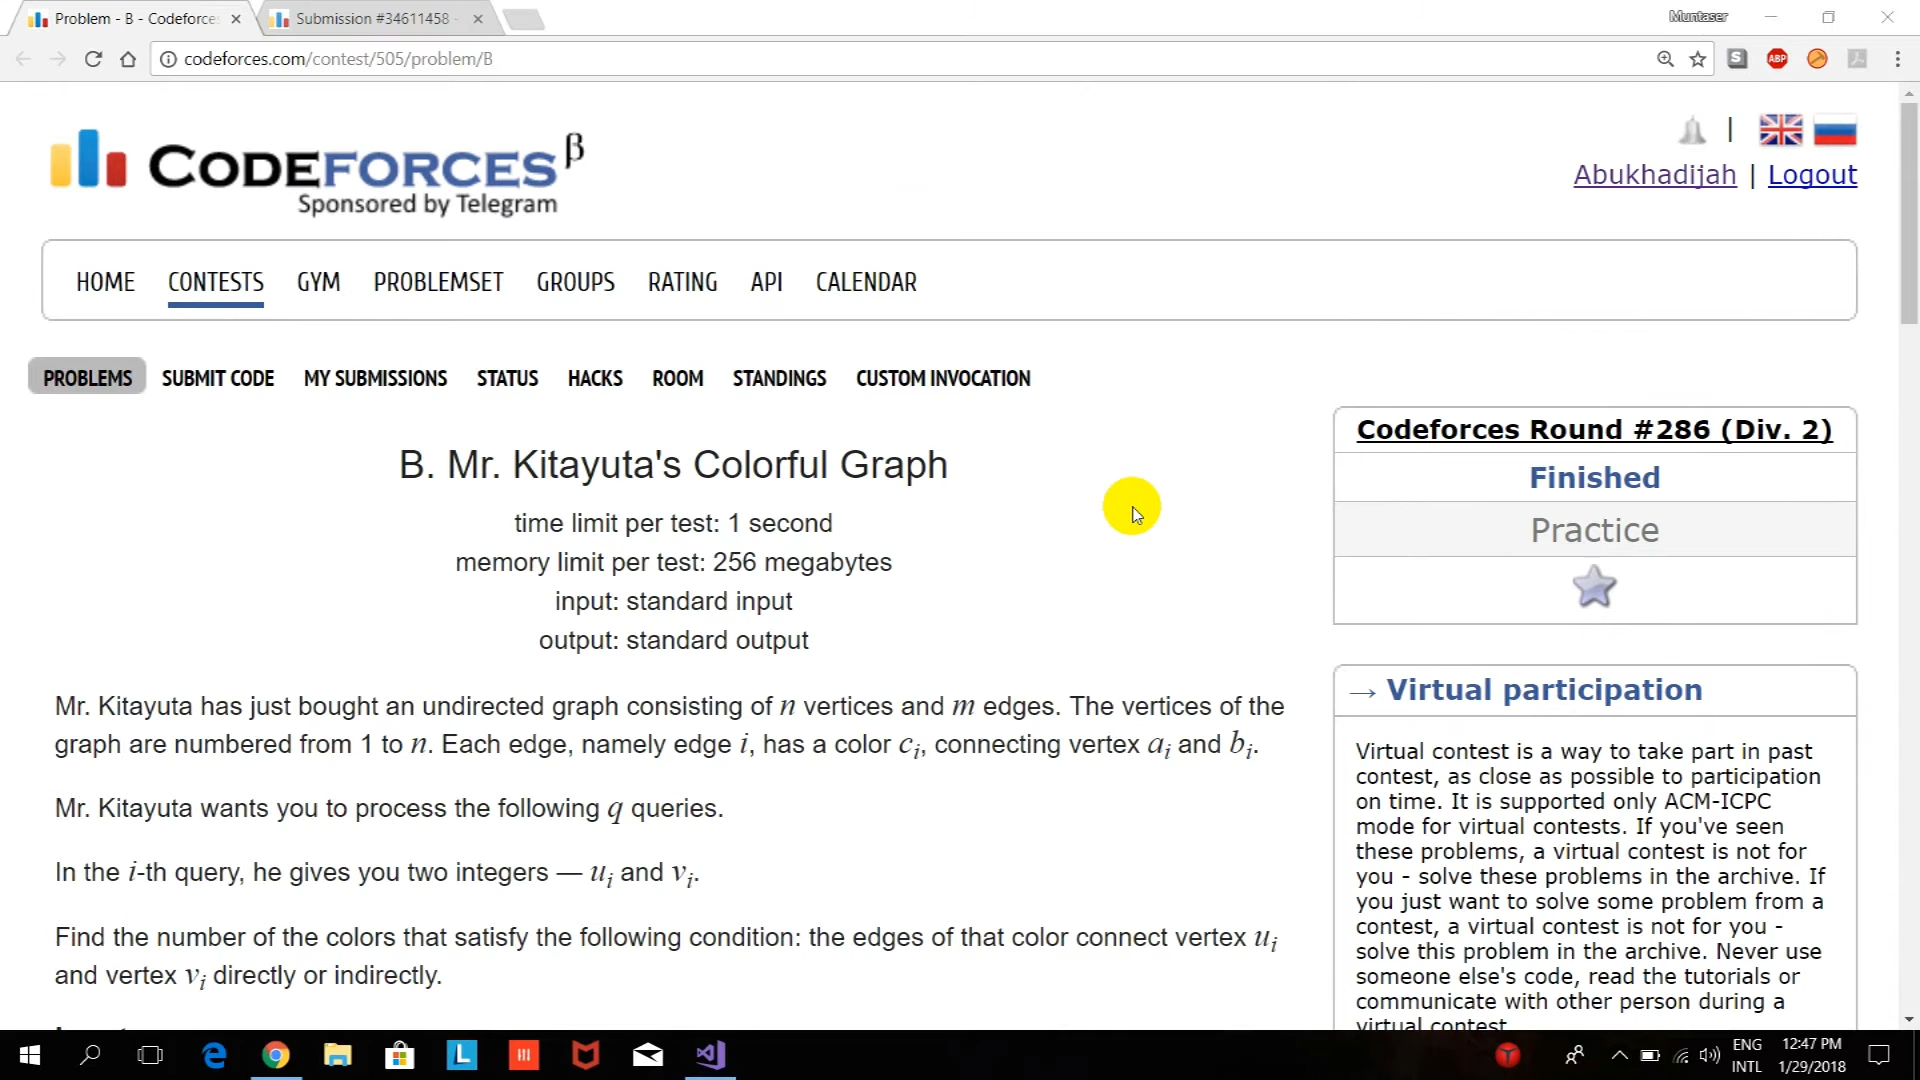 Problem - B - Codeforces
Submission #34611458 -
Muntaser
codeforces.com/contest/505/problem/B
S
ABP
CODEFORCES β
Sponsored by Telegram
|
Abukhadijah | Logout
HOME CONTESTS GYM PROBLEMSET GROUPS RATING API CALENDAR
PROBLEMS SUBMIT CODE MY SUBMISSIONS STATUS HACKS ROOM STANDINGS CUSTOM INVOCATION
B. Mr. Kitayuta's Colorful Graph
time limit per test: 1 second
memory limit per test: 256 megabytes
input: standard input
output: standard output
Mr. Kitayuta has just bought an undirected graph consisting of n vertices and m edges. The vertices of the
graph are numbered from 1 to n. Each edge, namely edge i, has a color ci, connecting vertex ai and bi.
Mr. Kitayuta wants you to process the following q queries.
In the i-th query, he gives you two integers — ui and vi.
Find the number of the colors that satisfy the following condition: the edges of that color connect vertex ui
and vertex vi directly or indirectly.
Codeforces Round #286 (Div. 2)
Finished
Practice
→ Virtual participation
Virtual contest is a way to take part in past
contest, as close as possible to participation
on time. It is supported only ACM-ICPC
mode for virtual contests. If you've seen
these problems, a virtual contest is not for
you - solve these problems in the archive. If
you just want to solve some problem from a
contest, a virtual contest is not for you -
solve this problem in the archive. Never use
someone else's code, read the tutorials or
communicate with other person during a
virtual contest.
L
ENG
INTL
12:47 PM
1/29/2018